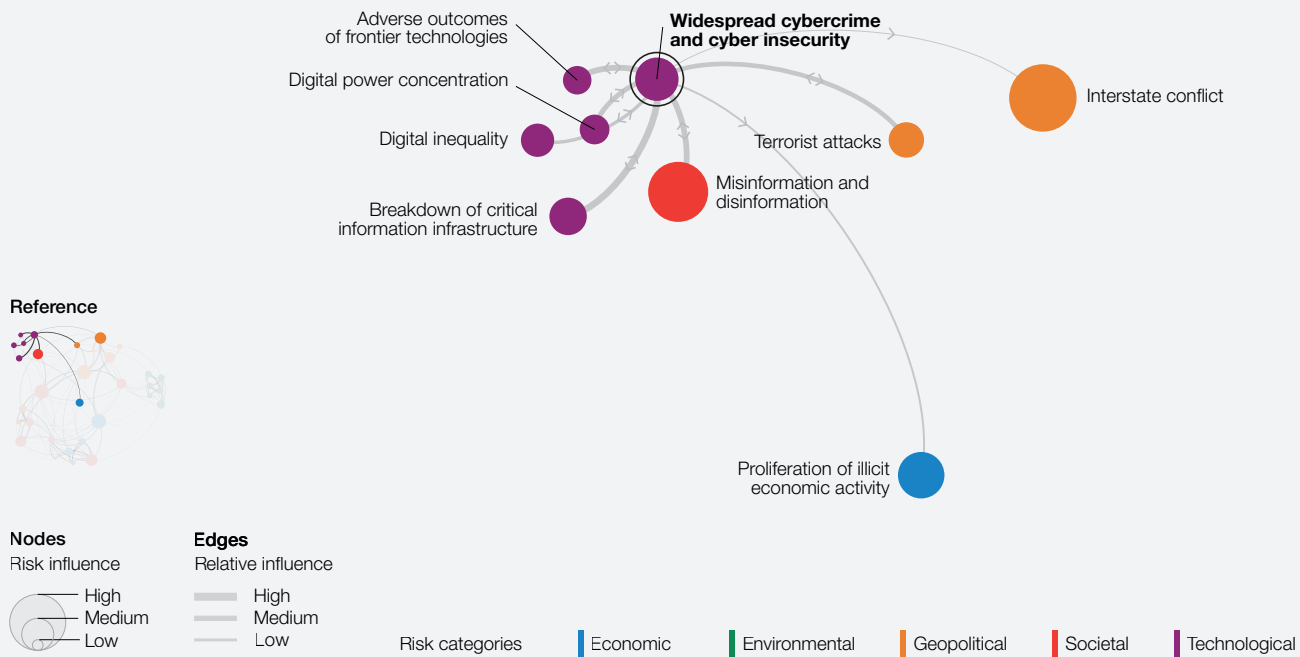 Adverse outcomes
of frontier technologies
Widespread cybercrime
and cyber insecurity
Digital power concentration
Interstate conflict
Digital inequality
Terrorist attacks
Misinformation and
disinformation
Breakdown of critical
information infrastructure
Reference
Proliferation of illicit
economic activity
Nodes
Risk influence
High
Medium
Low
Edges
Relative influence
High
Medium
Low
Risk categories
Economic
Environmental
Geopolitical
Societal
Technological